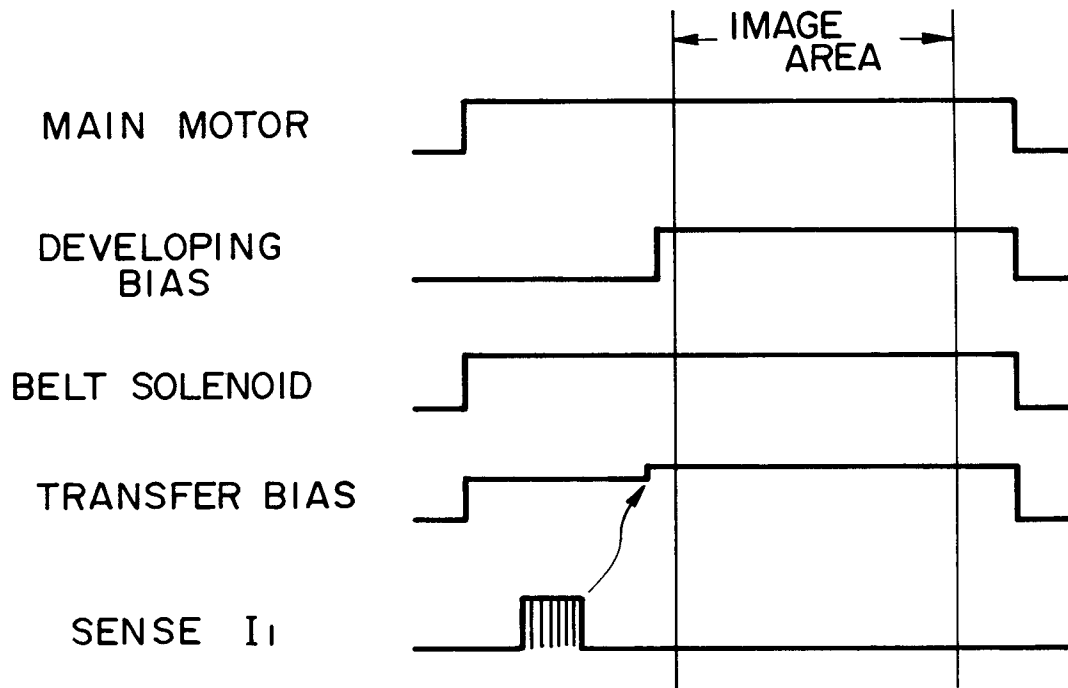 IMAGE
AREA
MAIN MOTOR
DEVELOPING
BIAS
BELT SOLENOID
TRANSFER BIAS
SENSE I1